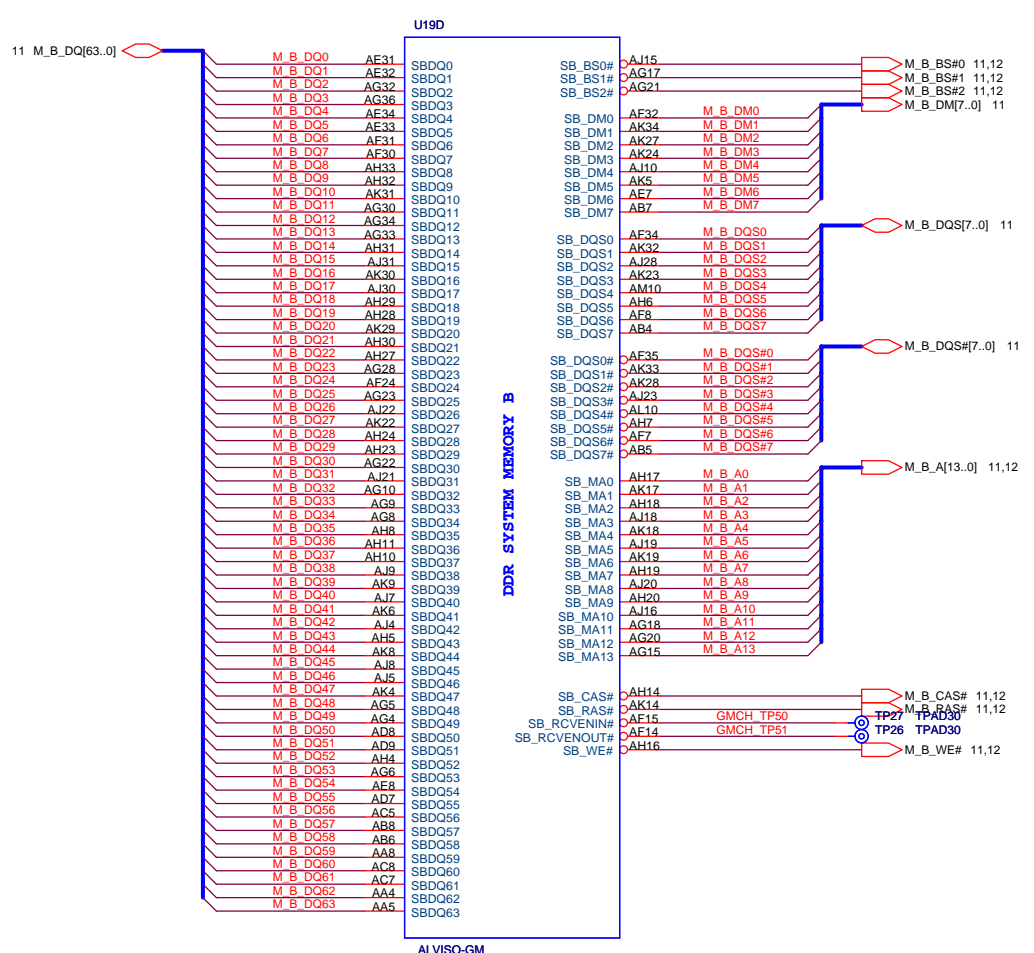 U19D
11 M_B_DQ[63..0]
M_B_DQ0 AE31 SBDQ0
M_B_DQ1 AE32 SBDQ1
M_B_DQ2 AG32 SBDQ2
M_B_DQ3 AG36 SBDQ3
M_B_DQ4 AE34 SBDQ4
M_B_DQ5 AE33 SBDQ5
M_B_DQ6 AF31 SBDQ6
M_B_DQ7 AF30 SBDQ7
M_B_DQ8 AH33 SBDQ8
M_B_DQ9 AH32 SBDQ9
M_B_DQ10 AK31 SBDQ10
M_B_DQ11 AG30 SBDQ11
M_B_DQ12 AG34 SBDQ12
M_B_DQ13 AG33 SBDQ13
M_B_DQ14 AH31 SBDQ14
M_B_DQ15 AJ31 SBDQ15
M_B_DQ16 AK30 SBDQ16
M_B_DQ17 AJ30 SBDQ17
M_B_DQ18 AH29 SBDQ18
M_B_DQ19 AH28 SBDQ19
M_B_DQ20 AK29 SBDQ20
M_B_DQ21 AH30 SBDQ21
M_B_DQ22 AH27 SBDQ22
M_B_DQ23 AG28 SBDQ23
M_B_DQ24 AF24 SBDQ24
M_B_DQ25 AG23 SBDQ25
M_B_DQ26 AJ22 SBDQ26
M_B_DQ27 AK22 SBDQ27
M_B_DQ28 AH24 SBDQ28
M_B_DQ29 AH23 SBDQ29
M_B_DQ30 AG22 SBDQ30
M_B_DQ31 AJ21 SBDQ31
M_B_DQ32 AG10 SBDQ32
M_B_DQ33 AG9 SBDQ33
M_B_DQ34 AG8 SBDQ34
M_B_DQ35 AH8 SBDQ35
M_B_DQ36 AH11 SBDQ36
M_B_DQ37 AH10 SBDQ37
M_B_DQ38 AJ9 SBDQ38
M_B_DQ39 AK9 SBDQ39
M_B_DQ40 AJ7 SBDQ40
M_B_DQ41 AK6 SBDQ41
M_B_DQ42 AJ4 SBDQ42
M_B_DQ43 AH5 SBDQ43
M_B_DQ44 AK8 SBDQ44
M_B_DQ45 AJ8 SBDQ45
M_B_DQ46 AJ5 SBDQ46
M_B_DQ47 AK4 SBDQ47
M_B_DQ48 AG5 SBDQ48
M_B_DQ49 AG4 SBDQ49
M_B_DQ50 AD8 SBDQ50
M_B_DQ51 AD9 SBDQ51
M_B_DQ52 AH4 SBDQ52
M_B_DQ53 AG6 SBDQ53
M_B_DQ54 AE8 SBDQ54
M_B_DQ55 AD7 SBDQ55
M_B_DQ56 AC5 SBDQ56
M_B_DQ57 AB8 SBDQ57
M_B_DQ58 AB6 SBDQ58
M_B_DQ59 AA8 SBDQ59
M_B_DQ60 AC8 SBDQ60
M_B_DQ61 AC7 SBDQ61
M_B_DQ62 AA4 SBDQ62
M_B_DQ63 AA5 SBDQ63
DDR SYSTEM MEMORY B
SB_BS0# AJ15 M_B_BS#0 11,12
SB_BS1# AG17 M_B_BS#1 11,12
SB_BS2# AG21 M_B_BS#2 11,12
M_B_DM[7..0] 11
SB_DM0 AF32 M_B_DM0
SB_DM1 AK34 M_B_DM1
SB_DM2 AK27 M_B_DM2
SB_DM3 AK24 M_B_DM3
SB_DM4 AJ10 M_B_DM4
SB_DM5 AK5 M_B_DM5
SB_DM6 AE7 M_B_DM6
SB_DM7 AB7 M_B_DM7
M_B_DQS[7..0] 11
SB_DQS0 AF34 M_B_DQS0
SB_DQS1 AK32 M_B_DQS1
SB_DQS2 AJ28 M_B_DQS2
SB_DQS3 AK23 M_B_DQS3
SB_DQS4 AM10 M_B_DQS4
SB_DQS5 AH6 M_B_DQS5
SB_DQS6 AF8 M_B_DQS6
SB_DQS7 AB4 M_B_DQS7
M_B_DQS#[7..0] 11
SB_DQS0# AF35 M_B_DQS#0
SB_DQS1# AK33 M_B_DQS#1
SB_DQS2# AK28 M_B_DQS#2
SB_DQS3# AJ23 M_B_DQS#3
SB_DQS4# AL10 M_B_DQS#4
SB_DQS5# AH7 M_B_DQS#5
SB_DQS6# AF7 M_B_DQS#6
SB_DQS7# AB5 M_B_DQS#7
M_B_A[13..0] 11,12
SB_MA0 AH17 M_B_A0
SB_MA1 AK17 M_B_A1
SB_MA2 AH18 M_B_A2
SB_MA3 AJ18 M_B_A3
SB_MA4 AK18 M_B_A4
SB_MA5 AJ19 M_B_A5
SB_MA6 AK19 M_B_A6
SB_MA7 AH19 M_B_A7
SB_MA8 AJ20 M_B_A8
SB_MA9 AH20 M_B_A9
SB_MA10 AJ16 M_B_A10
SB_MA11 AG18 M_B_A11
SB_MA12 AG20 M_B_A12
SB_MA13 AG15 M_B_A13
SB_CAS# AH14 M_B_CAS# 11,12
SB_RAS# AK14 M_B_RAS# 11,12
SB_RCVENIN# AF15 GMCH_TP50 TP27 TPAD30
SB_RCVENOUT# AF14 GMCH_TP51 TP26 TPAD30
SB_WE# AH16 M_B_WE# 11,12
ALVISO-GM